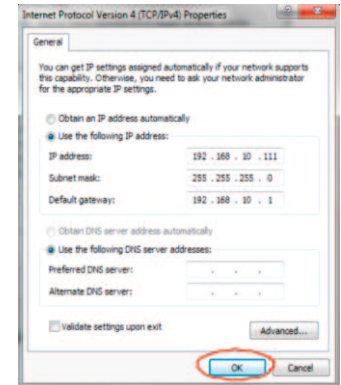 Internet Protocol Version 4 (TCP/IPv4) Properties
General
You can get IP settings assigned automatically if your network supports
this capability. Otherwise, you need to ask your network administrator
for the appropriate IP settings.
Obtain an IP address automatically
Use the following IP address:
IP address: 192 . 168 . 10 . 111
Subnet mask: 255 . 255 . 255 . 0
Default gateway: 192 . 168 . 10 . 1
Obtain DNS server address automatically
Use the following DNS server addresses:
Preferred DNS server: . . .
Alternate DNS server: . . .
Validate settings upon exit
Advanced...
OK Cancel